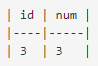 | id | num |
|----|-----|
| 3  | 3   |